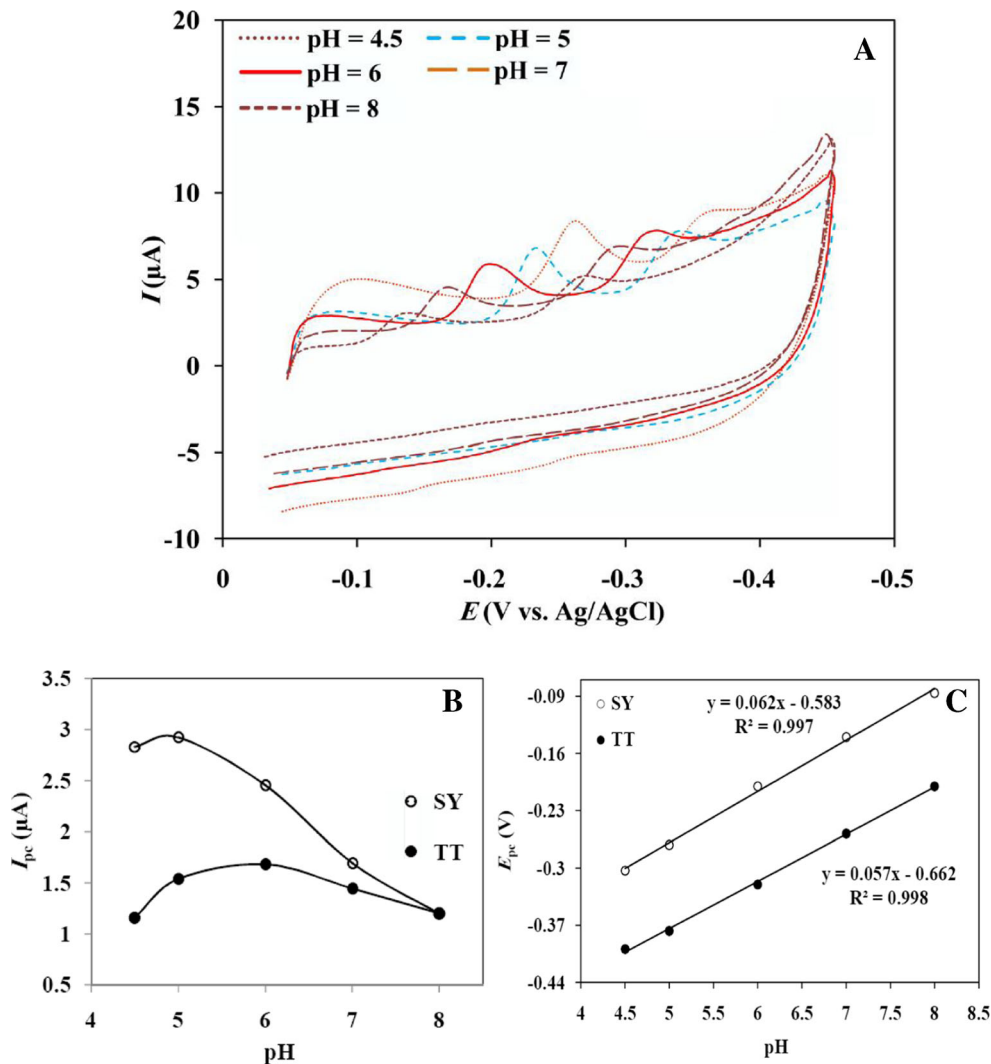 A
20
15
10
5
0
-5
-10
I (µA)
pH = 4.5
pH = 5
pH = 6
pH = 7
pH = 8
0
-0.1
-0.2
-0.3
-0.4
-0.5
E (V vs. Ag/AgCl)
B
3.5
3
2.5
2
1.5
1
0.5
Ipc (µA)
SY
TT
4
5
6
7
8
pH
C
-0.09
-0.16
-0.23
-0.3
-0.37
-0.44
Epc (V)
SY
TT
y = 0.062x - 0.583
R² = 0.997
y = 0.057x - 0.662
R² = 0.998
4
4.5
5
5.5
6
6.5
7
7.5
8
8.5
pH